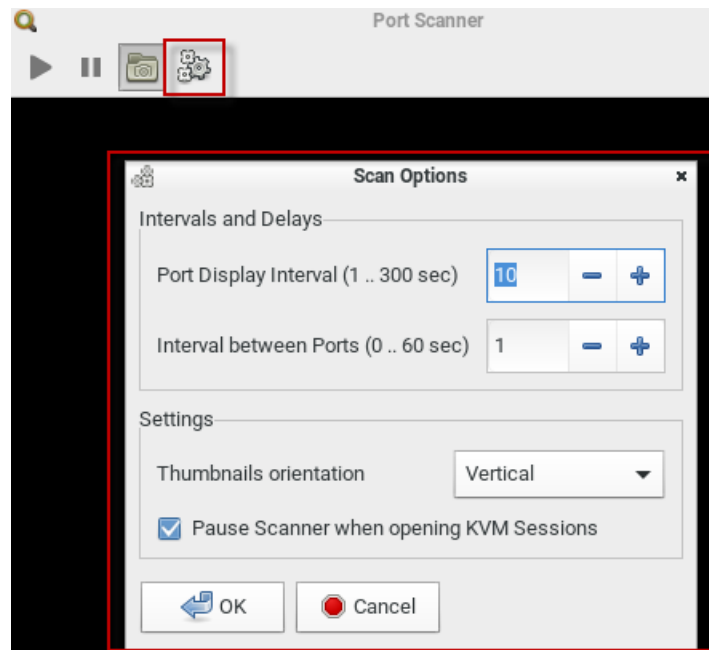 Port Scanner
Scan Options
Intervals and Delays
Port Display Interval (1 .. 300 sec) 10
Interval between Ports (0 .. 60 sec) 1
Settings
Thumbnails orientation Vertical
Pause Scanner when opening KVM Sessions
OK Cancel